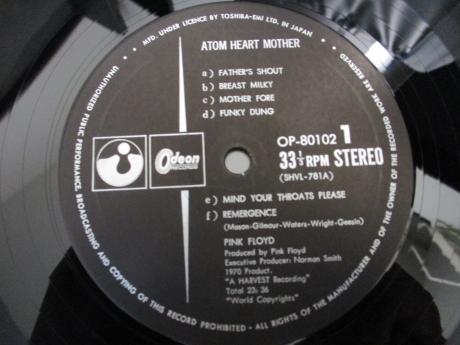 MFD. UNDER LICENCE BY TOSHIBA-EMI LTD. IN JAPAN
ATOM HEART MOTHER
a) FATHER'S SHOUT
b) BREAST MILKY
c) MOTHER FORE
d) FUNKY DUNG
OP-80102 1
33 1/3 RPM STEREO
(SHVL-781A)
Odeon
RECORDS
e) MIND YOUR THROATS PLEASE
f) REMERGENCE
(Mason-Gilmour-Waters-Wright-Geesin)
PINK FLOYD
Produced by Pink Floyd
Executive Producer: Norman Smith
1970 Product.
"A HARVEST Recording"
Total 23:36
"World Copyrights"
• ALL RIGHTS OF THE MANUFACTURER AND OF THE OWNER OF THE RECORDED WORK ARE RESERVED
• UNAUTHORIZED PUBLIC PERFORMANCE, BROADCASTING AND COPYING OF THIS RECORD PROHIBITED